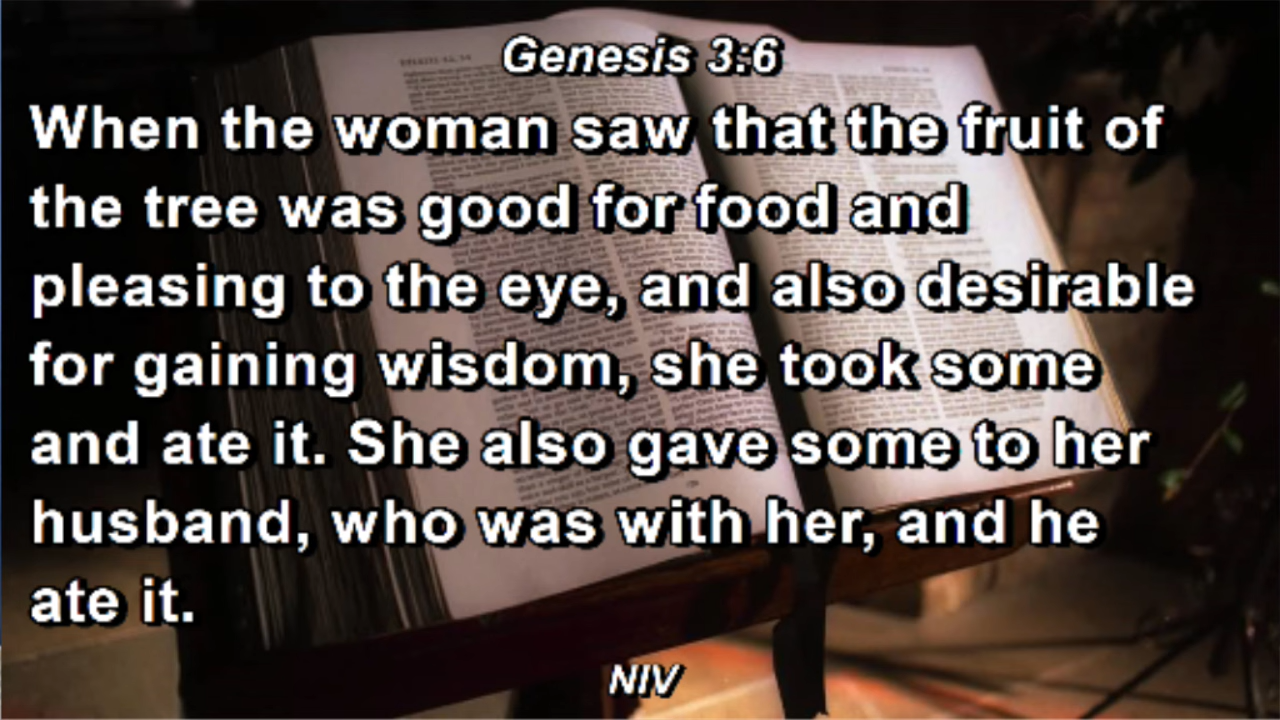 Genesis 3:6
When the woman saw that the fruit of
the tree was good for food and
pleasing to the eye, and also desirable
for gaining wisdom, she took some
and ate it. She also gave some to her
husband, who was with her, and he
ate it.
NIV